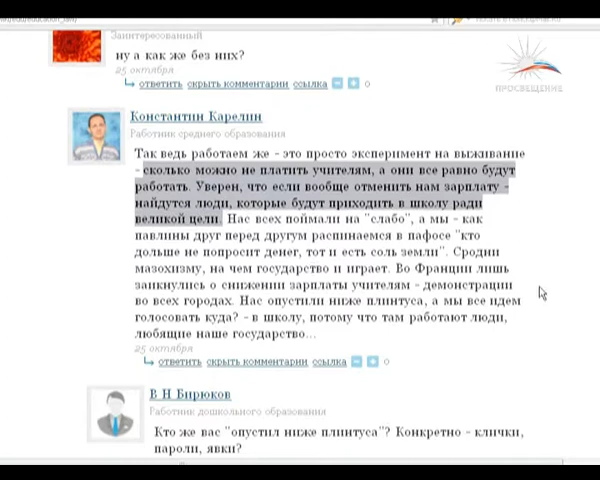 Заинтересованный
ну а как же без них?
25 октября
ответить скрыть комментарии ссылка 0
ПРОСВЕЩЕНИЕ
Константин Карелин
Работник среднего образования
Так ведь работаем же - это просто эксперимент на выживание
- сколько можно не платить учителям, а они все равно будут
работать. Уверен, что если вообще отменить нам зарплату -
найдутся люди, которые будут приходить в школу ради
великой цели. Нас всех поймали на "слабо", а мы - как
павлины друг перед другом распинаемся в пафосе "кто
дольше не попросит денег, тот и есть соль земли". Сродни
мазохизму, на чем государство и играет. Во Франции лишь
заикнулись о снижении зарплаты учителям - демонстрации
во всех городах. Нас опустили ниже плинтуса, а мы все идем
голосовать куда? - в школу, потому что там работают люди,
любящие наше государство...
25 октября
ответить скрыть комментарии ссылка 0
В Н Бирюков
Работник дошкольного образования
Кто же вас "опустил ниже плинтуса"? Конкретно - клички,
пароли, явки?